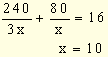 240/3x + 80/x = 16
x = 10